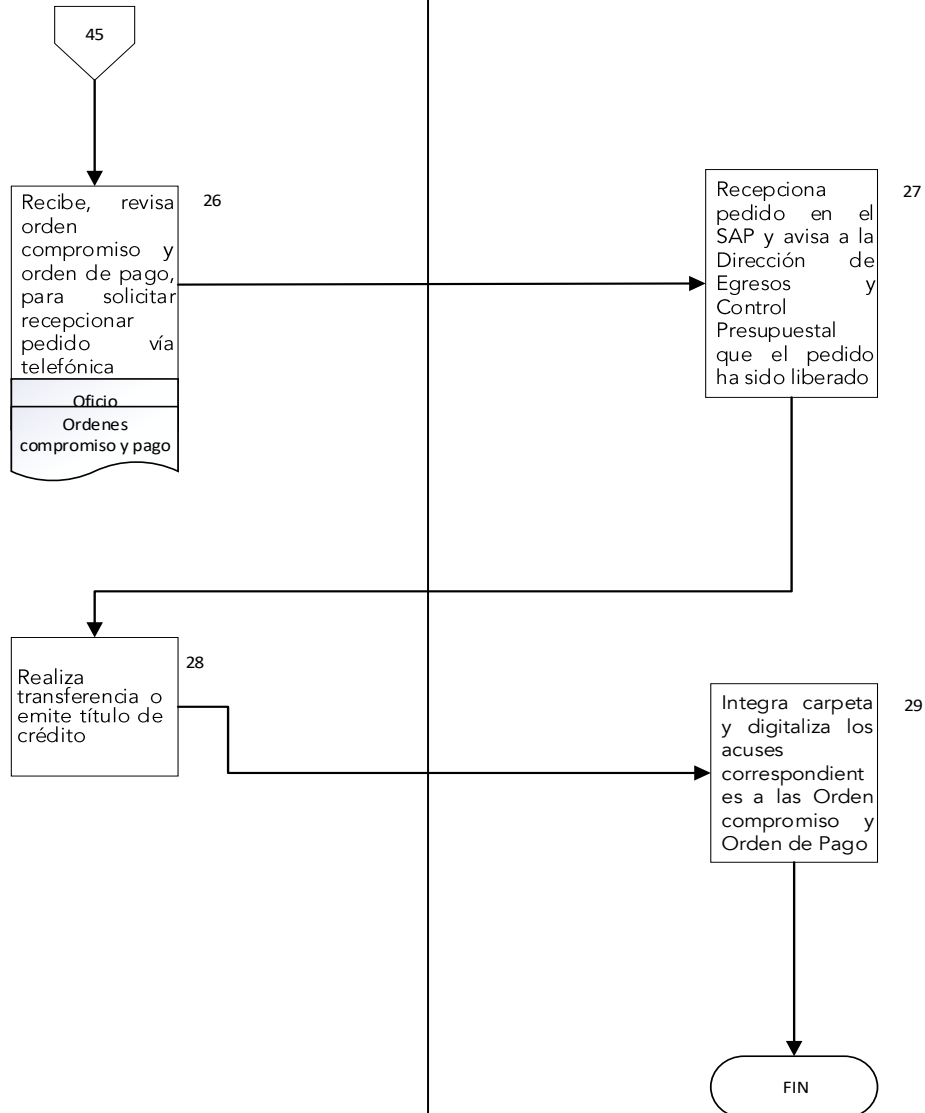 45
26
Recibe, revisa
orden
compromiso y
orden de pago,
para solicitar
recepcionar
pedido vía
telefónica
Oficio
Ordenes
compromiso y pago
27
Recepciona
pedido en el
SAP y avisa a la
Dirección de
Egresos y
Control
Presupuestal
que el pedido
ha sido liberado
28
Realiza
transferencia o
emite título de
crédito
29
Integra carpeta
y digitaliza los
acuses
correspondient
es a las Orden
compromiso y
Orden de Pago
FIN